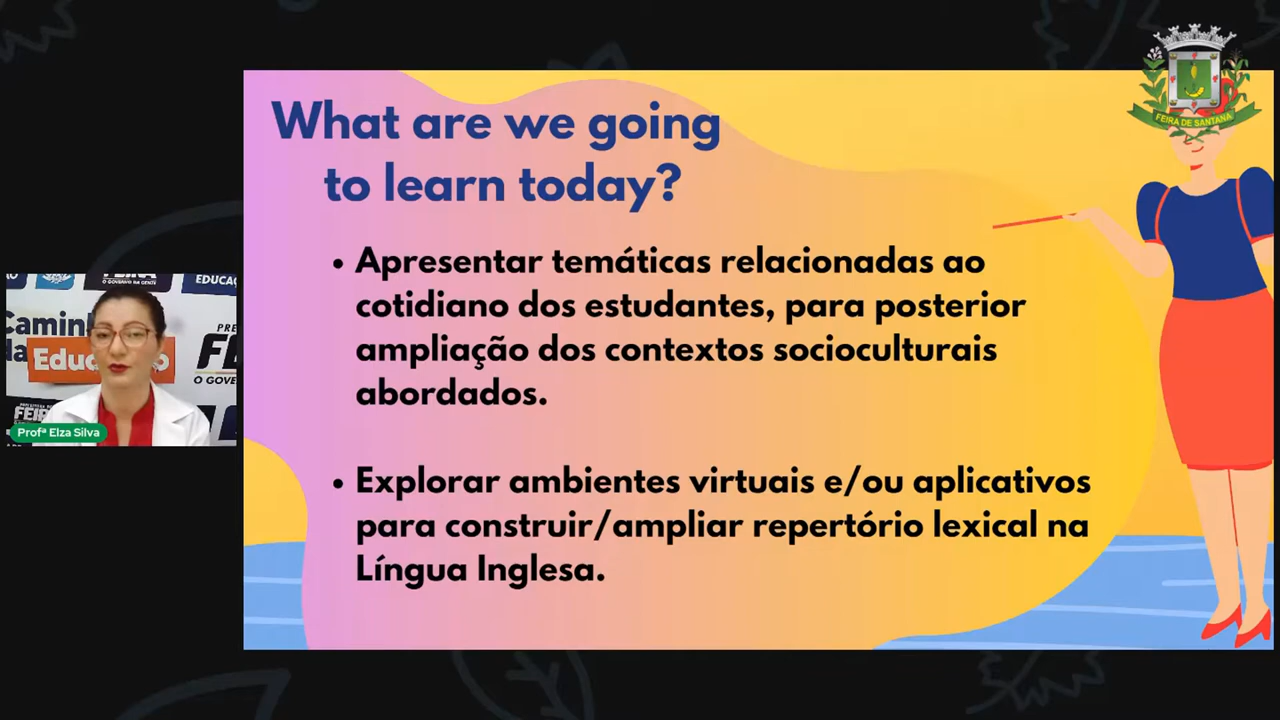 What are we going
to learn today?
• Apresentar temáticas relacionadas ao
cotidiano dos estudantes, para posterior
ampliação dos contextos socioculturais
abordados.
• Explorar ambientes virtuais e/ou aplicativos
para construir/ampliar repertório lexical na
Língua Inglesa.
FEIRA DE SANTANA
EDUCAÇ
O GOVERNO DA GENTE
PRE
O GOVE
FEIR
Profª Elza Silva